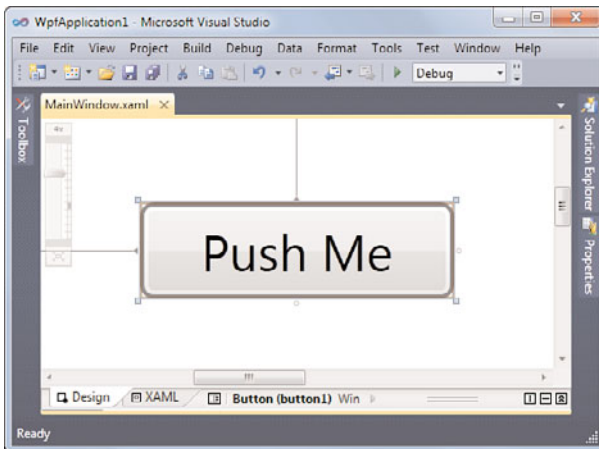 WpfApplication1 - Microsoft Visual Studio
File Edit View Project Build Debug Data Format Tools Test Window Help
Debug
MainWindow.xaml
Toolbox
Solution Explorer
Properties
4x
Push Me
Design XAML Button (button1) Win
Ready